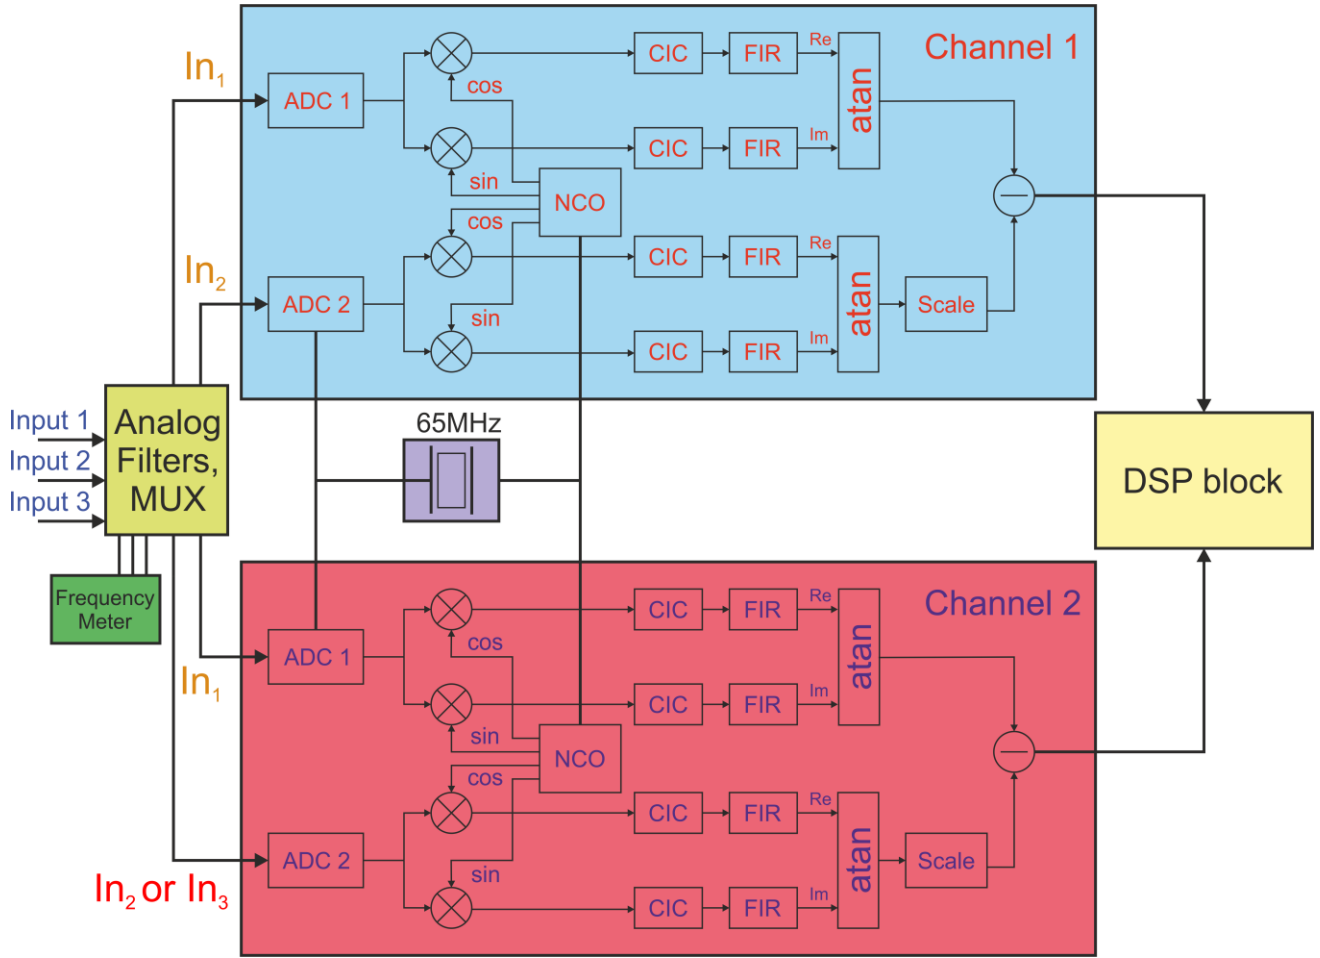 Channel 1
In1
ADC 1
cos
CIC
FIR
Re
atan
sin
CIC
FIR
Im
NCO
In2
ADC 2
cos
CIC
FIR
Re
atan
Scale
sin
CIC
FIR
Im
Input 1
Input 2
Input 3
Analog
Filters,
MUX
65MHz
DSP block
Frequency
Meter
Channel 2
In1
ADC 1
cos
CIC
FIR
Re
atan
sin
CIC
FIR
Im
NCO
In2 or In3
ADC 2
cos
CIC
FIR
Re
atan
Scale
sin
CIC
FIR
Im